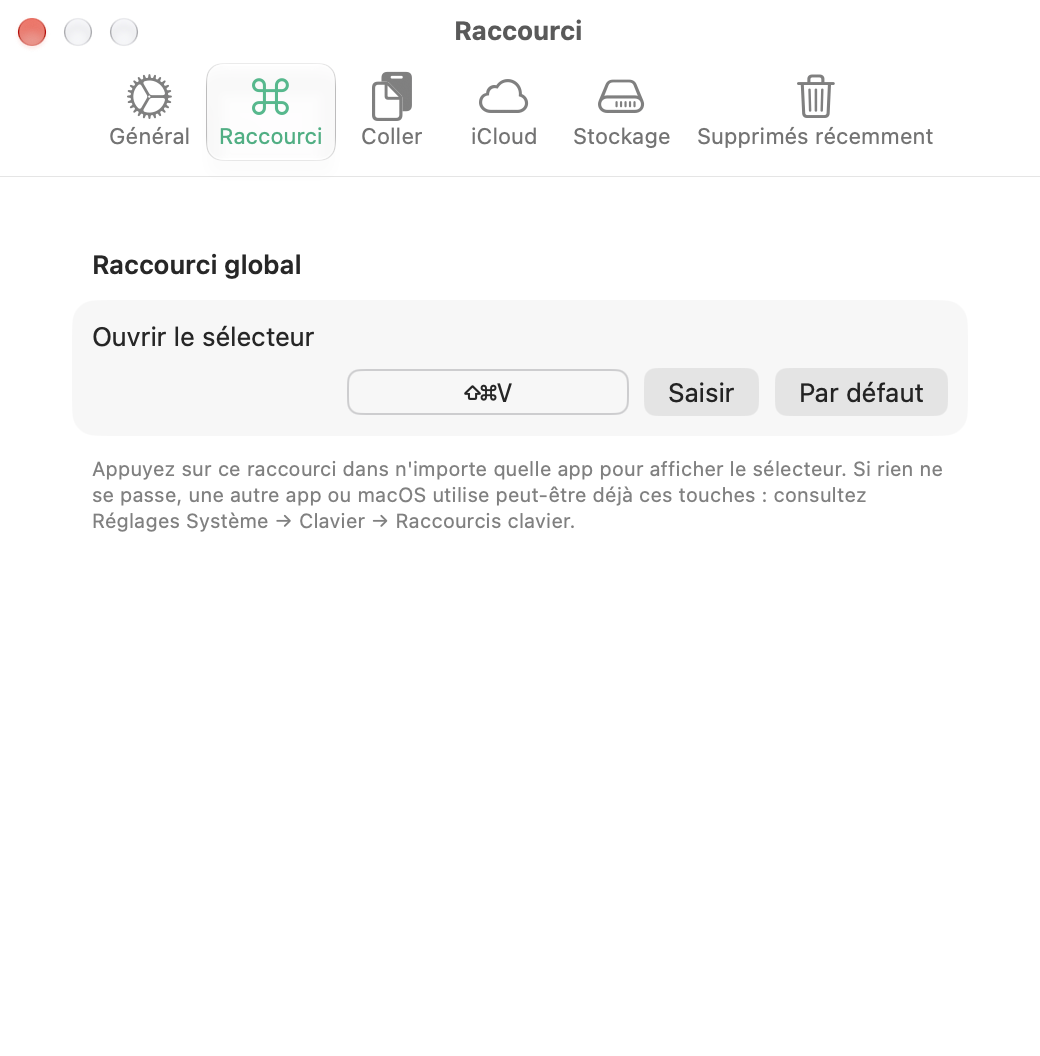 Raccourci
Général
Raccourci
Coller
iCloud
Stockage
Supprimés récemment
Raccourci global
Ouvrir le sélecteur
⇧⌘V
Saisir
Par défaut
Appuyez sur ce raccourci dans n'importe quelle app pour afficher le sélecteur. Si rien ne
se passe, une autre app ou macOS utilise peut-être déjà ces touches : consultez
Réglages Système → Clavier → Raccourcis clavier.